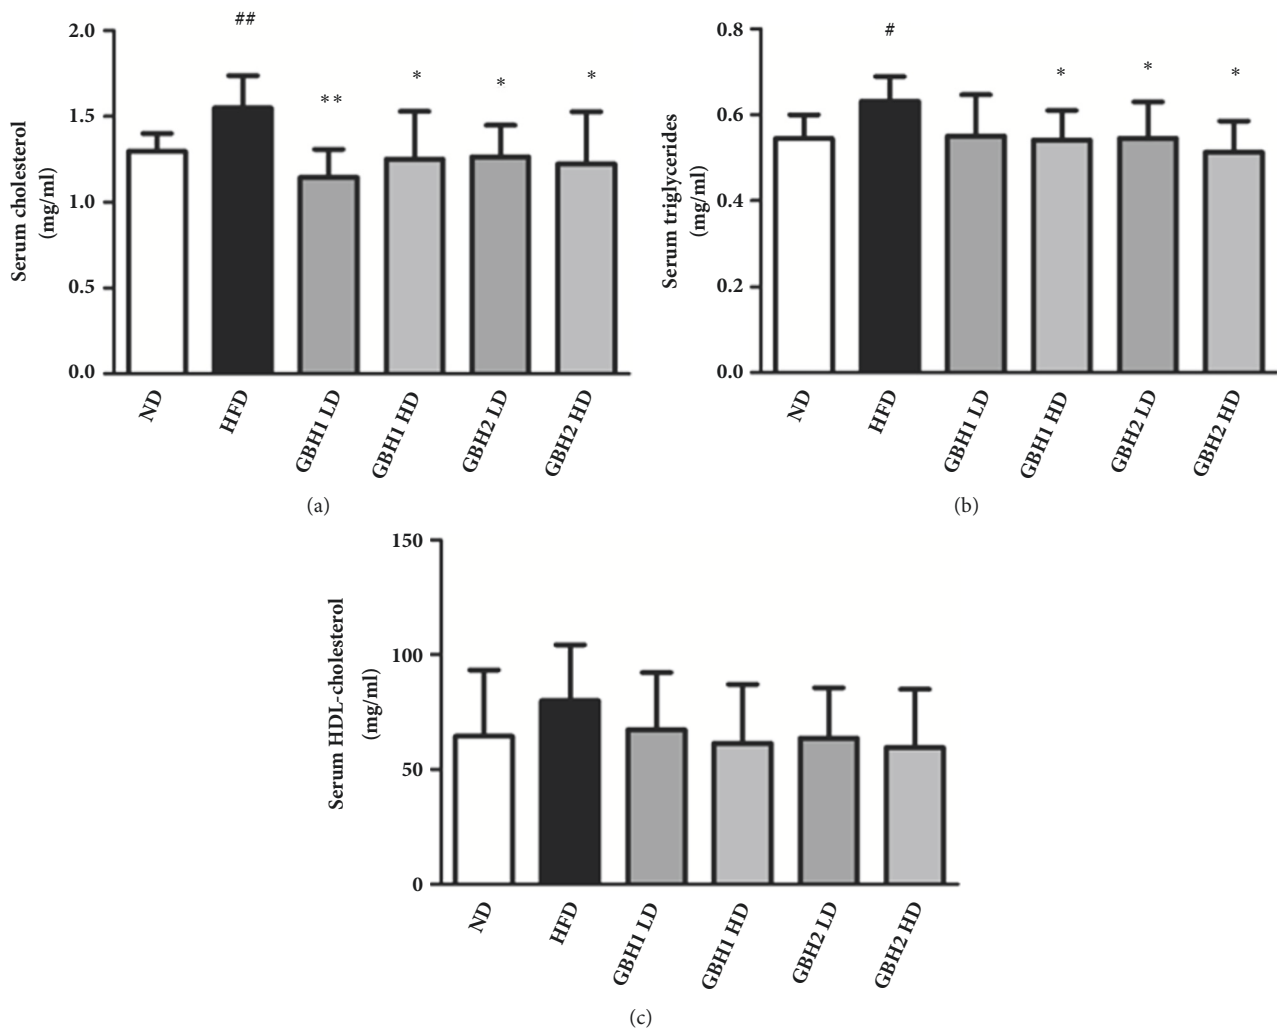 Serum cholesterol
(mg/ml)
2.0
1.5
1.0
0.5
0.0
##
**
*
*
*
ND
HFD
GBH1 LD
GBH1 HD
GBH2 LD
GBH2 HD
(a)
Serum triglycerides
(mg/ml)
0.8
0.6
0.4
0.2
0.0
#
*
*
*
ND
HFD
GBH1 LD
GBH1 HD
GBH2 LD
GBH2 HD
(b)
Serum HDL-cholesterol
(mg/ml)
150
100
50
0
ND
HFD
GBH1 LD
GBH1 HD
GBH2 LD
GBH2 HD
(c)